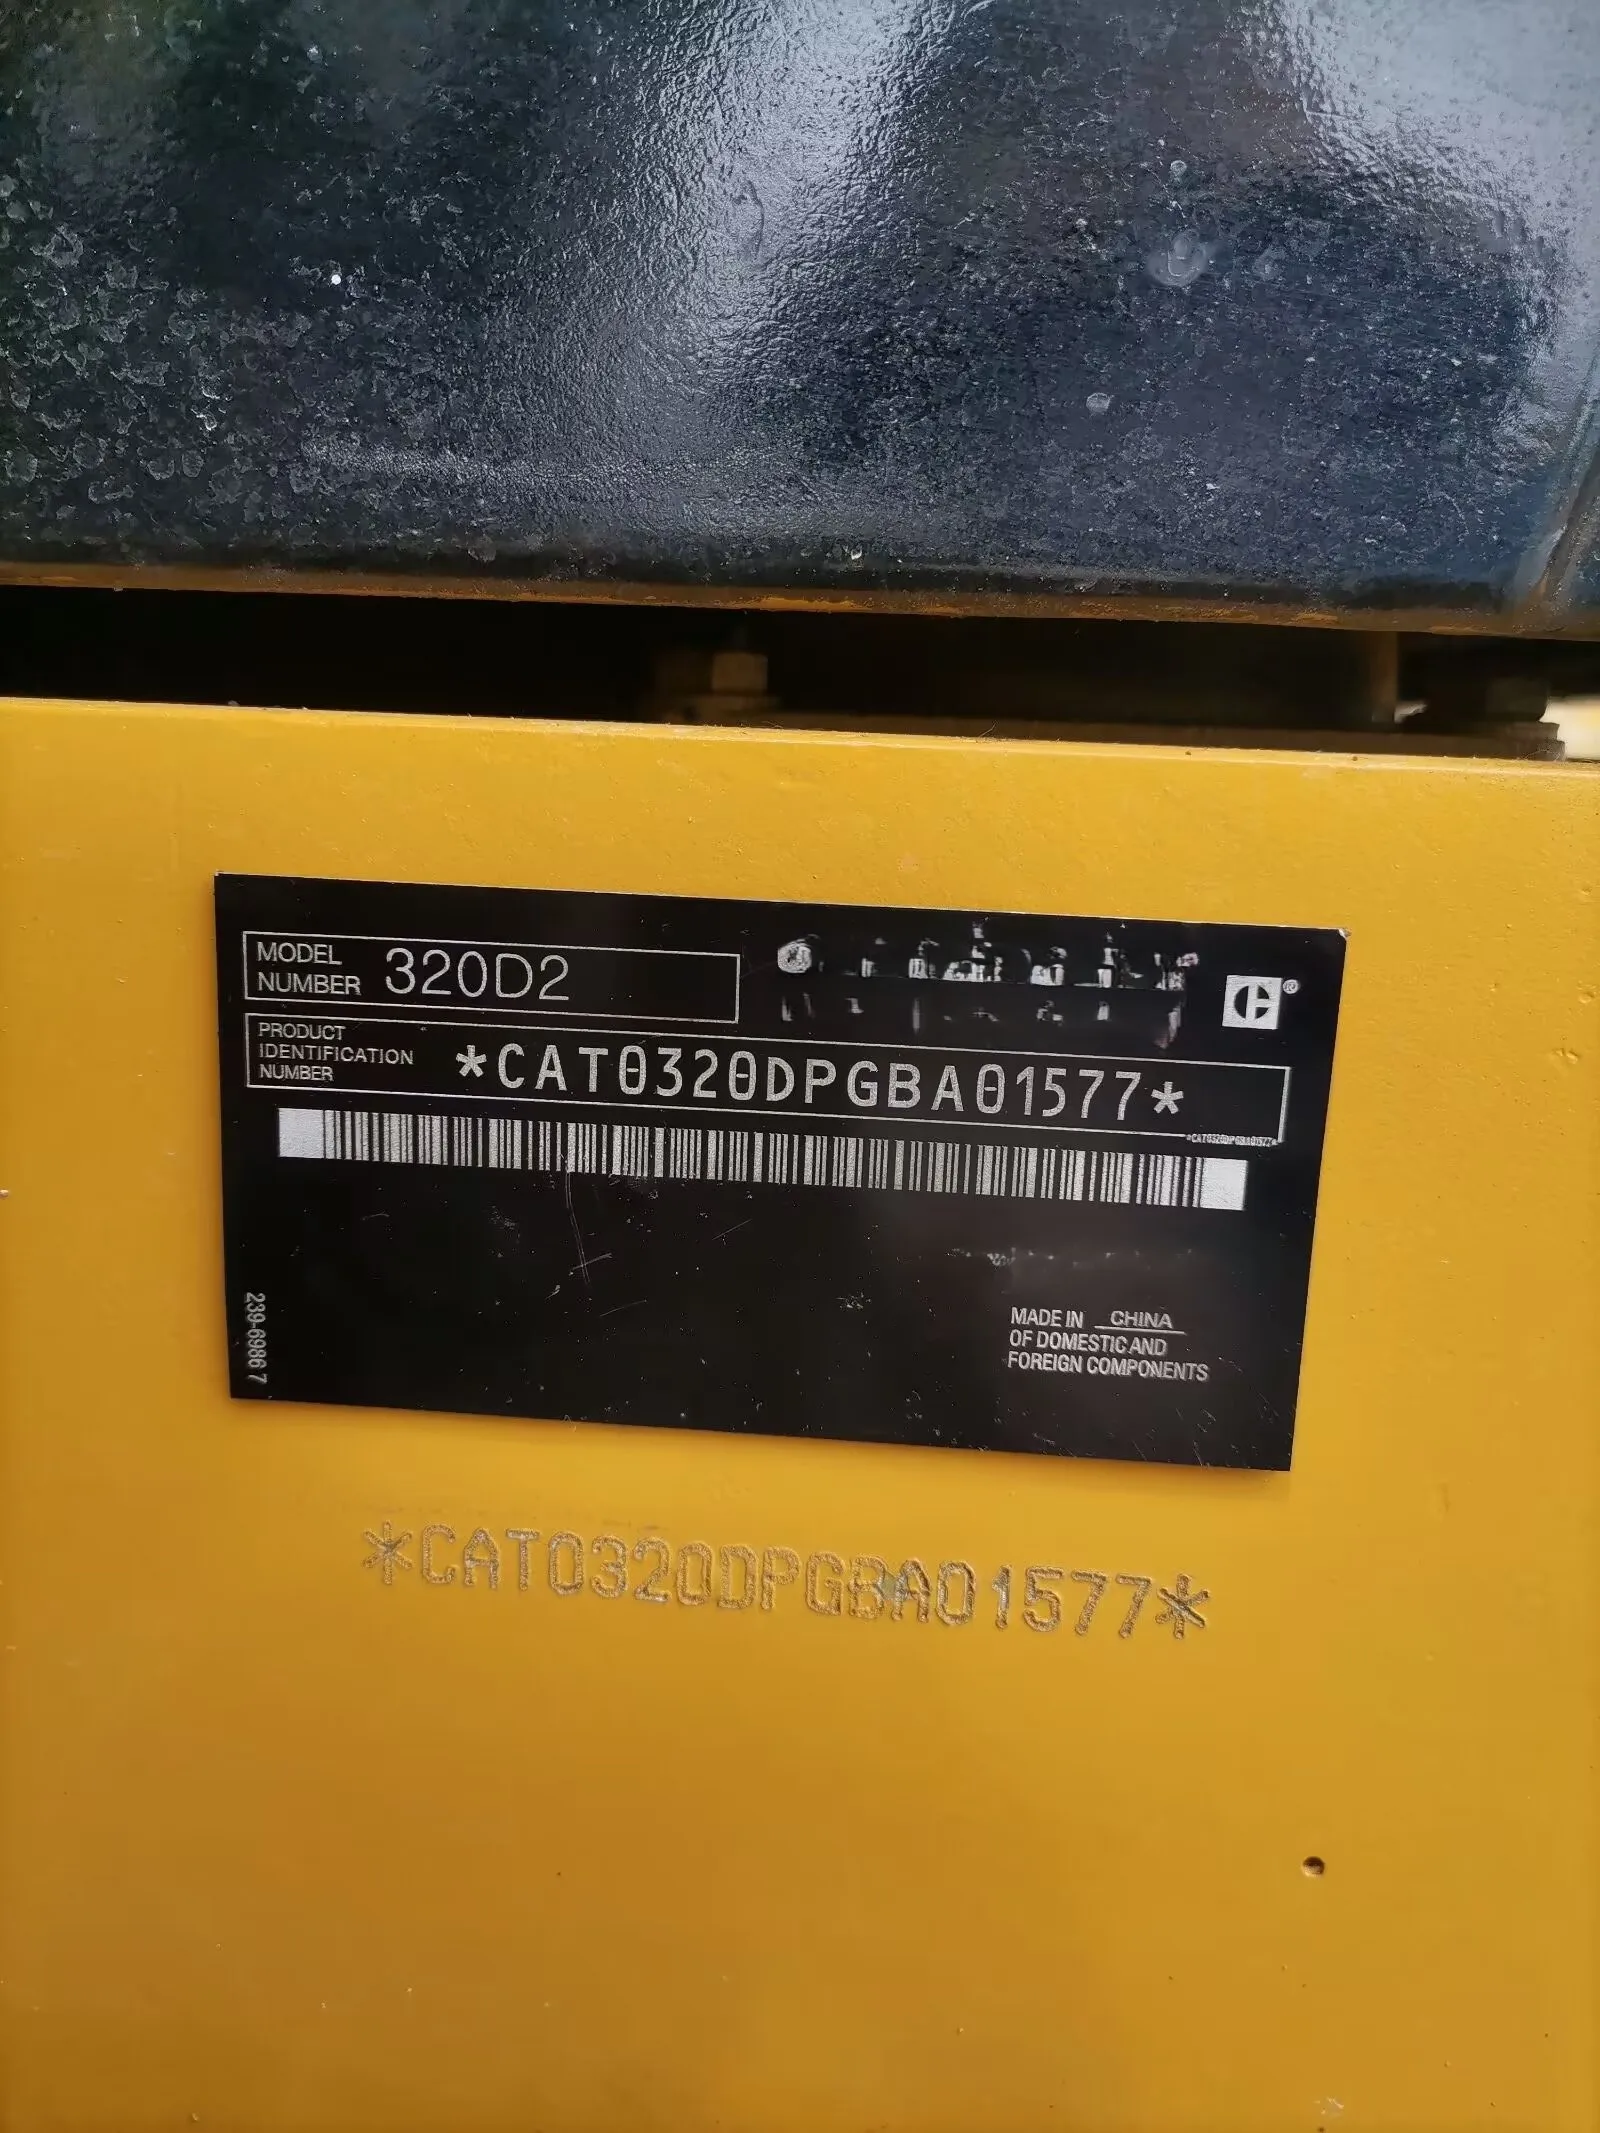 MODEL
NUMBER 320D2
®
PRODUCT
IDENTIFICATION
NUMBER
*CAT0320DPGBA01577*
*CAT0320DPGBA01577*
239-6986 7
MADE IN CHINA
OF DOMESTIC AND
FOREIGN COMPONENTS
*CAT0320DPGBA01577*